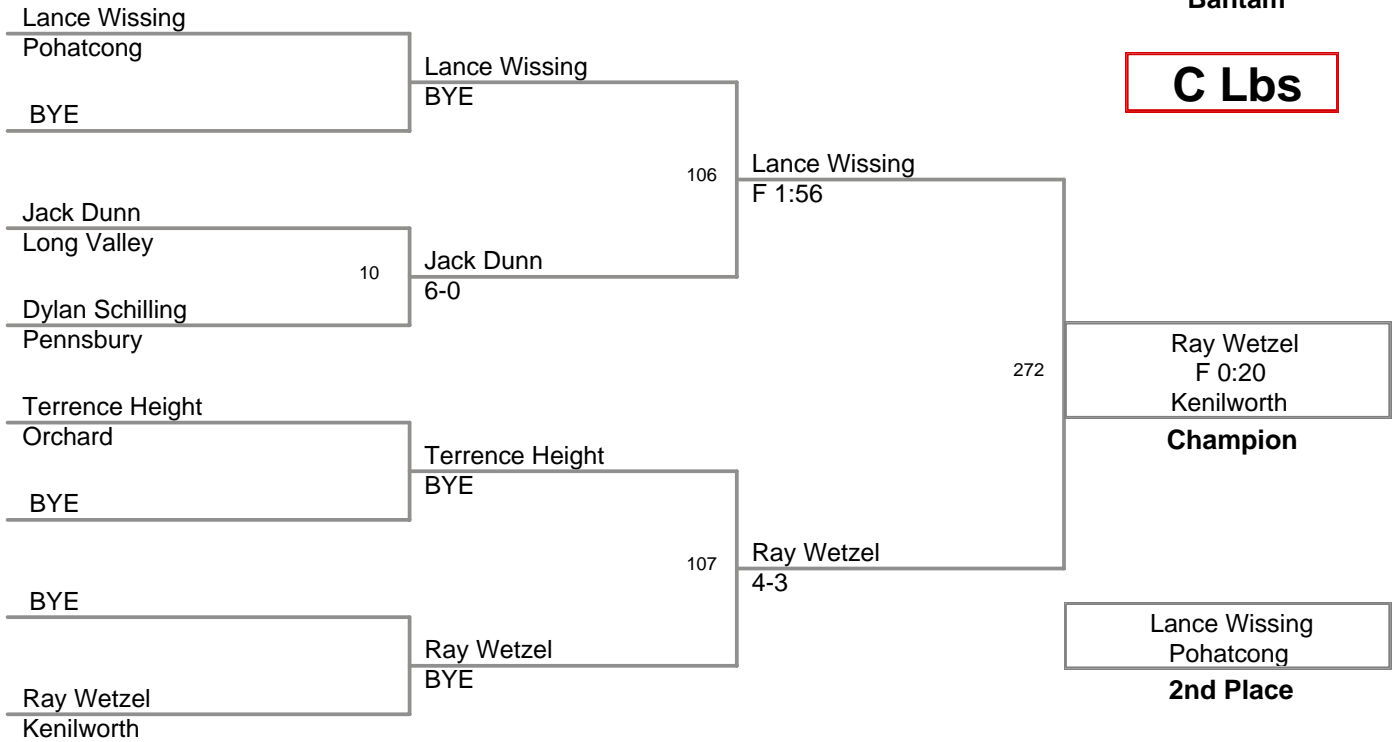 Bantam
C Lbs
Lance Wissing
Pohatcong
BYE
Jack Dunn
Long Valley
10
Dylan Schilling
Pennsbury
Terrence Height
Orchard
BYE
BYE
Ray Wetzel
Kenilworth
Lance Wissing
BYE
106
Jack Dunn
6-0
Terrence Height
BYE
107
Ray Wetzel
BYE
Lance Wissing
F 1:56
272
Ray Wetzel
4-3
Ray Wetzel
F 0:20
Kenilworth
Champion
Lance Wissing
Pohatcong
2nd Place